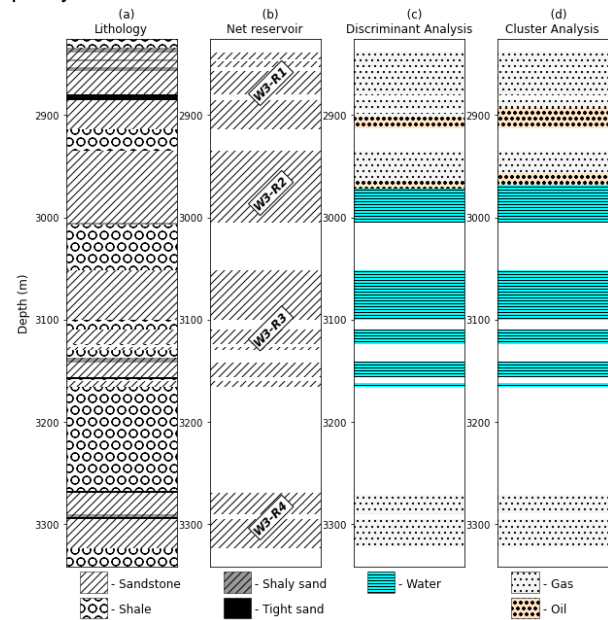 (a) (b) (c) (d)
Lithology Net reservoir Discriminant Analysis Cluster Analysis
W3-R1
2900 2900 2900 2900
W3-R2
3000 3000 3000 3000
Depth (m)
3100 3100 3100 3100
W3-R3
3200 3200 3200 3200
W3-R4
3300 3300 3300 3300
- Sandstone - Shaly sand - Water - Gas
- Shale - Tight sand - Oil